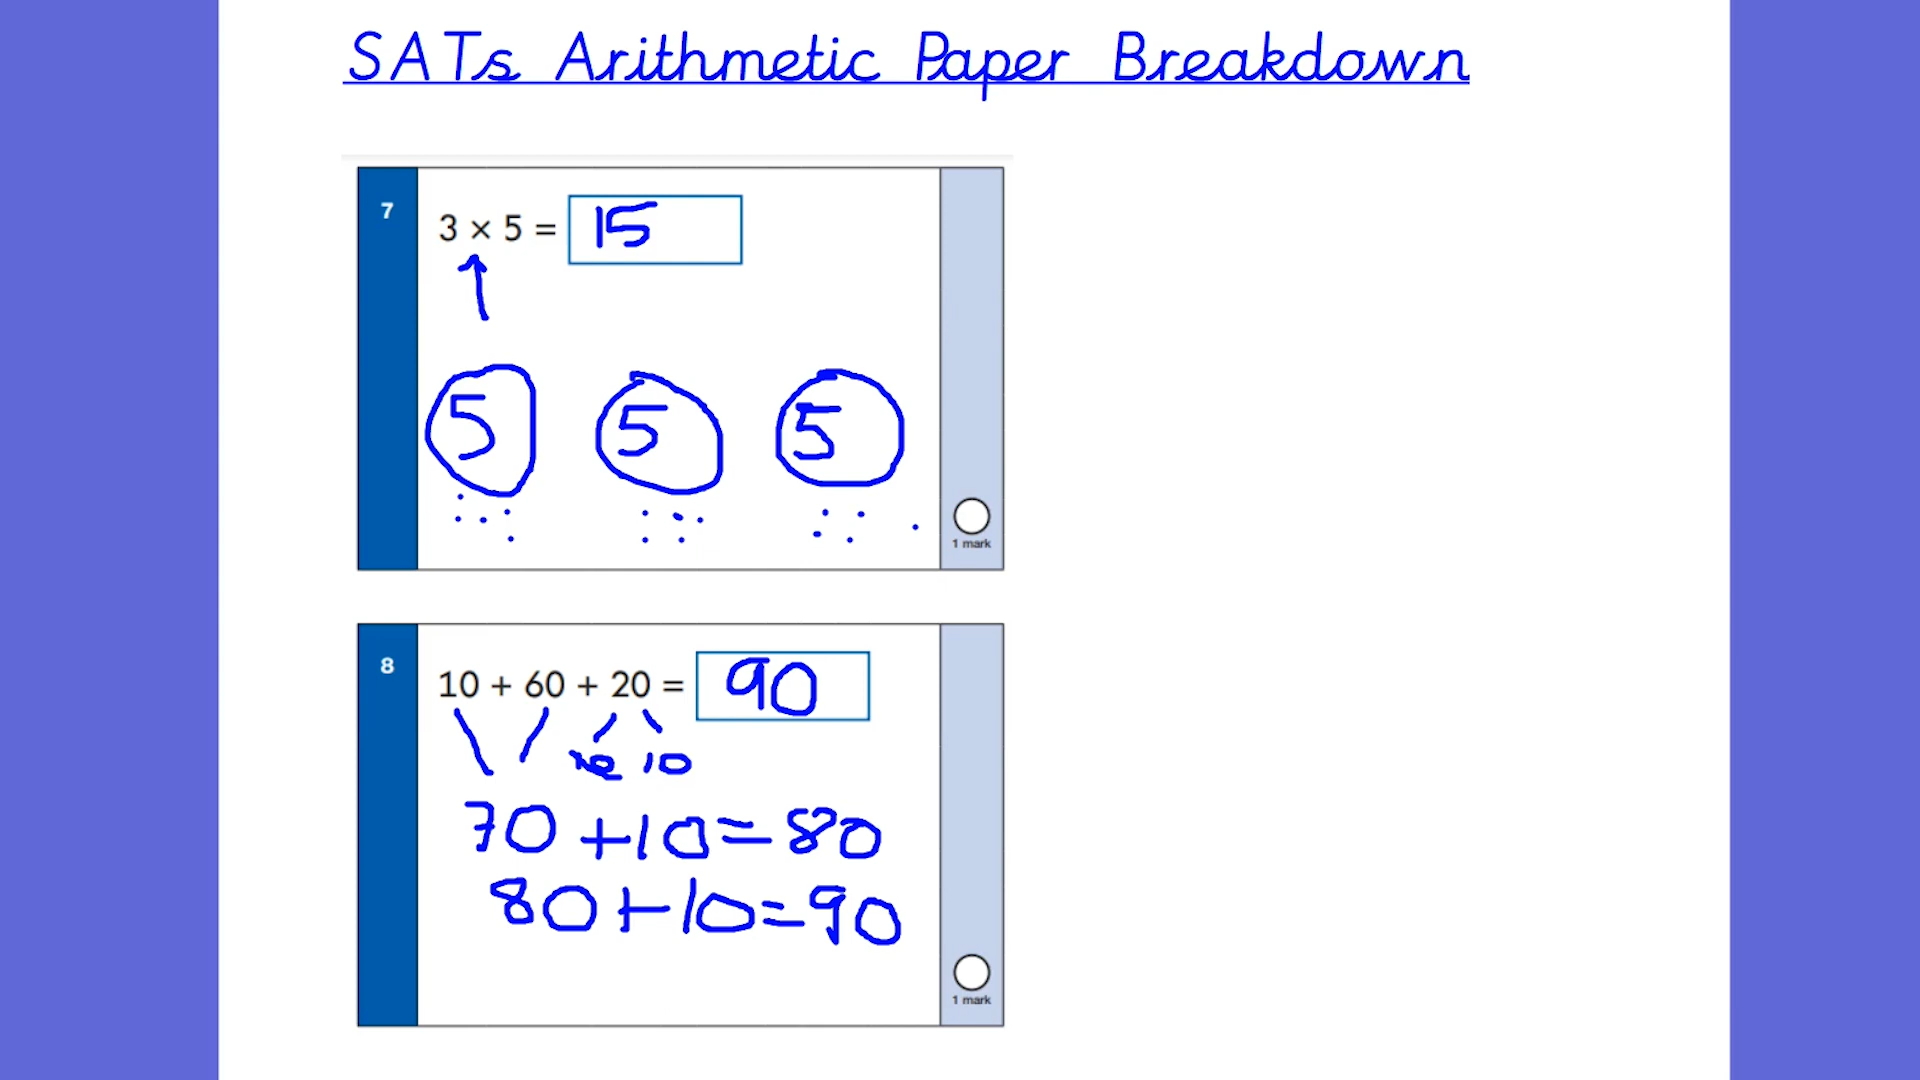 SATs Arithmetic Paper Breakdown
7
3 × 5 = 15
5 5 5
1 mark
8
10 + 60 + 20 = 90
10 10
70 + 10 = 80
80 + 10 = 90
1 mark